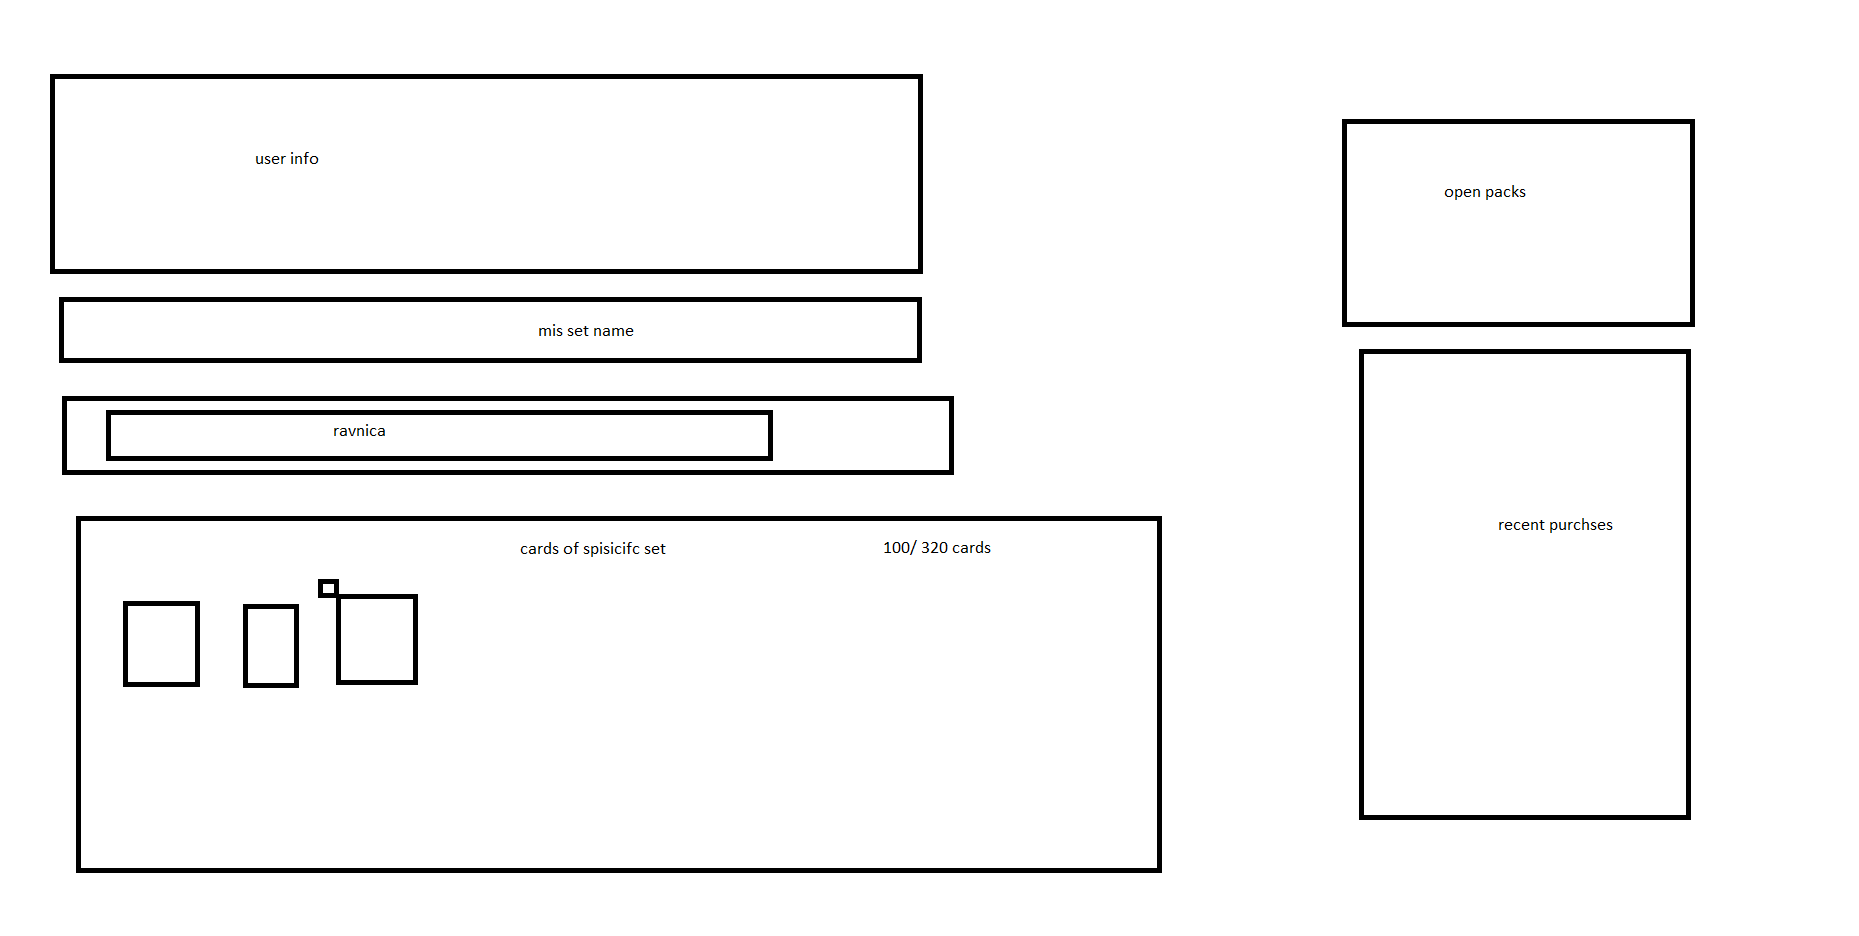 user info
open packs
mis set name
ravnica
recent purchses
cards of spisicifc set
100/ 320 cards